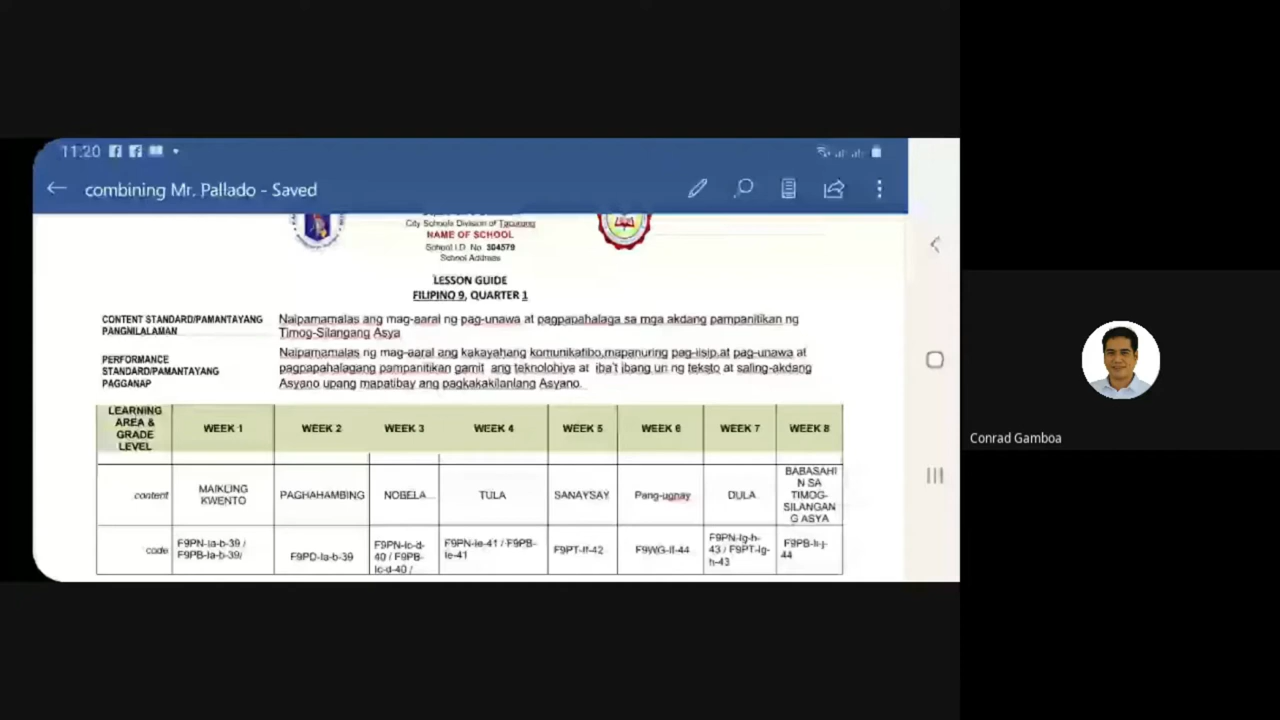 11:20
combining Mr. Pallado - Saved
City Schools Division of Tacurong
NAME OF SCHOOL
School I.D. No. 304579
School Address
LESSON GUIDE
FILIPINO 9, QUARTER 1
CONTENT STANDARD/PAMANTAYANG
PANGNILALAMAN
Naipamamalas ang mag-aaral ng pag-unawa at pagpapahalaga sa mga akdang pampanitikan ng
Timog-Silangang Asya
PERFORMANCE
STANDARD/PAMANTAYANG
PAGGANAP
Naipamamalas ng mag-aaral ang kakayahang komunikatibo,mapanuring pag-iisip,at pag-unawa at
pagpapahalagang pampanitikan gamit ang teknolohiya at iba't ibang uri ng teksto at saling-akdang
Asyano upang mapatibay ang pagkakakilanlang Asyano.
LEARNING
AREA &
GRADE
LEVEL
WEEK 1
WEEK 2
WEEK 3
WEEK 4
WEEK 5
WEEK 6
WEEK 7
WEEK 8
content
MAIKLING
KWENTO
PAGHAHAMBING
NOBELA
TULA
SANAYSAY
Pang-ugnay
DULA
BABASAHI
N SA
TIMOG-
SILANGAN
G ASYA
code
F9PN-Ia-b-39 /
F9PB-Ia-b-39/
F9PD-Ia-b-39
F9PN-Ic-d-
40 / F9PB-
Ic-d-40 /
F9PN-Ie-41 / F9PB-
Ie-41
F9PT-If-42
F9WG-If-44
F9PN-Ig-h-
43 / F9PT-Ig-
h-43
F9PB-Ii-j-
44
Conrad Gamboa